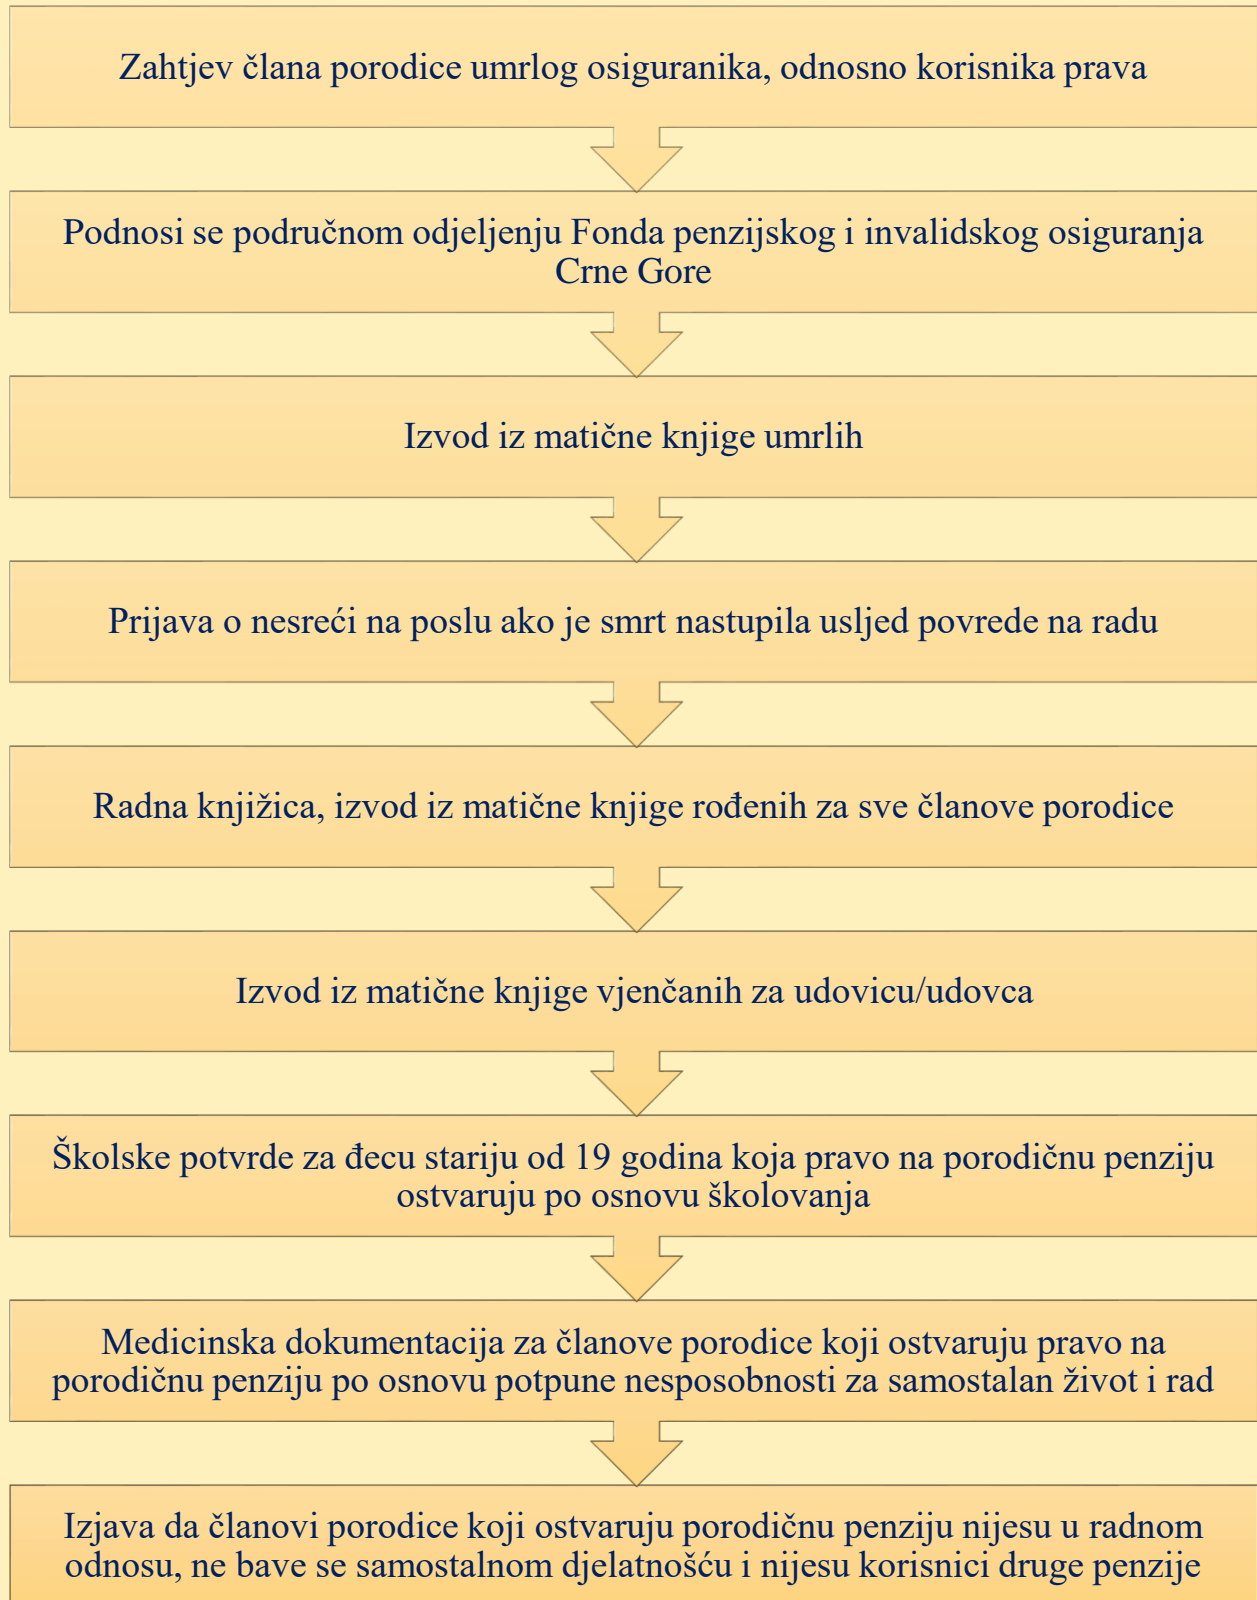 Zahtjev člana porodice umrlog osiguranika, odnosno korisnika prava
Podnosi se područnom odjeljenju Fonda penzijskog i invalidskog osiguranja
Crne Gore
Izvod iz matične knjige umrlih
Prijava o nesreći na poslu ako je smrt nastupila usljed povrede na radu
Radna knjižica, izvod iz matične knjige rođenih za sve članove porodice
Izvod iz matične knjige vjenčanih za udovicu/udovca
Školske potvrde za đecu stariju od 19 godina koja pravo na porodičnu penziju
ostvaruju po osnovu školovanja
Medicinska dokumentacija za članove porodice koji ostvaruju pravo na
porodičnu penziju po osnovu potpune nesposobnosti za samostalan život i rad
Izjava da članovi porodice koji ostvaruju porodičnu penziju nijesu u radnom
odnosu, ne bave se samostalnom djelatnošću i nijesu korisnici druge penzije